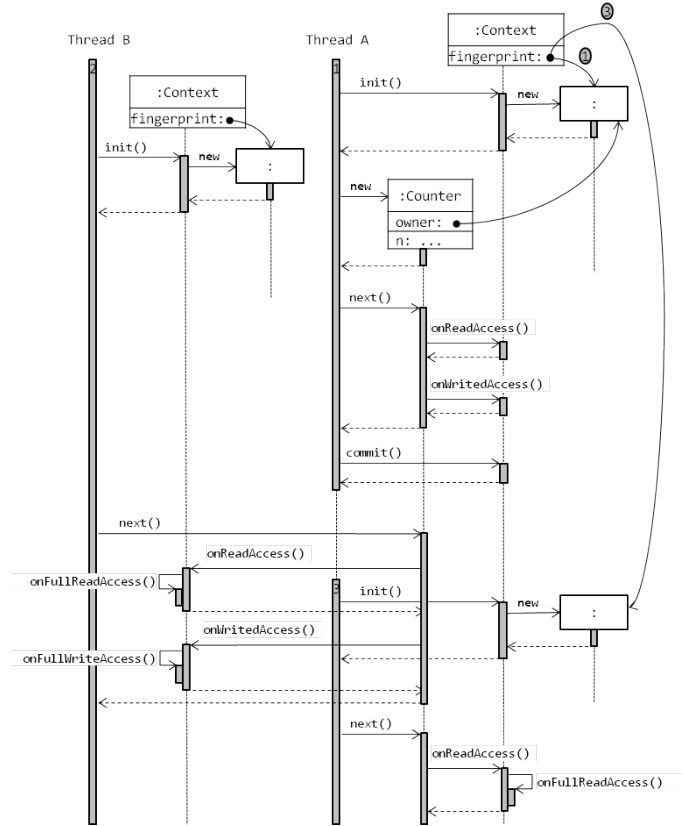 3
:Context
Thread B
Thread A
fingerprint:
1
2
1
:Context
init()
new
:
fingerprint:
init()
new
:
new
:Counter
owner:
n: ...
next()
onReadAccess()
onWritedAccess()
commit()
next()
onReadAccess()
onFullReadAccess()
3
init()
new
:
onWritedAccess()
onFullWriteAccess()
next()
onReadAccess()
onFullReadAccess()